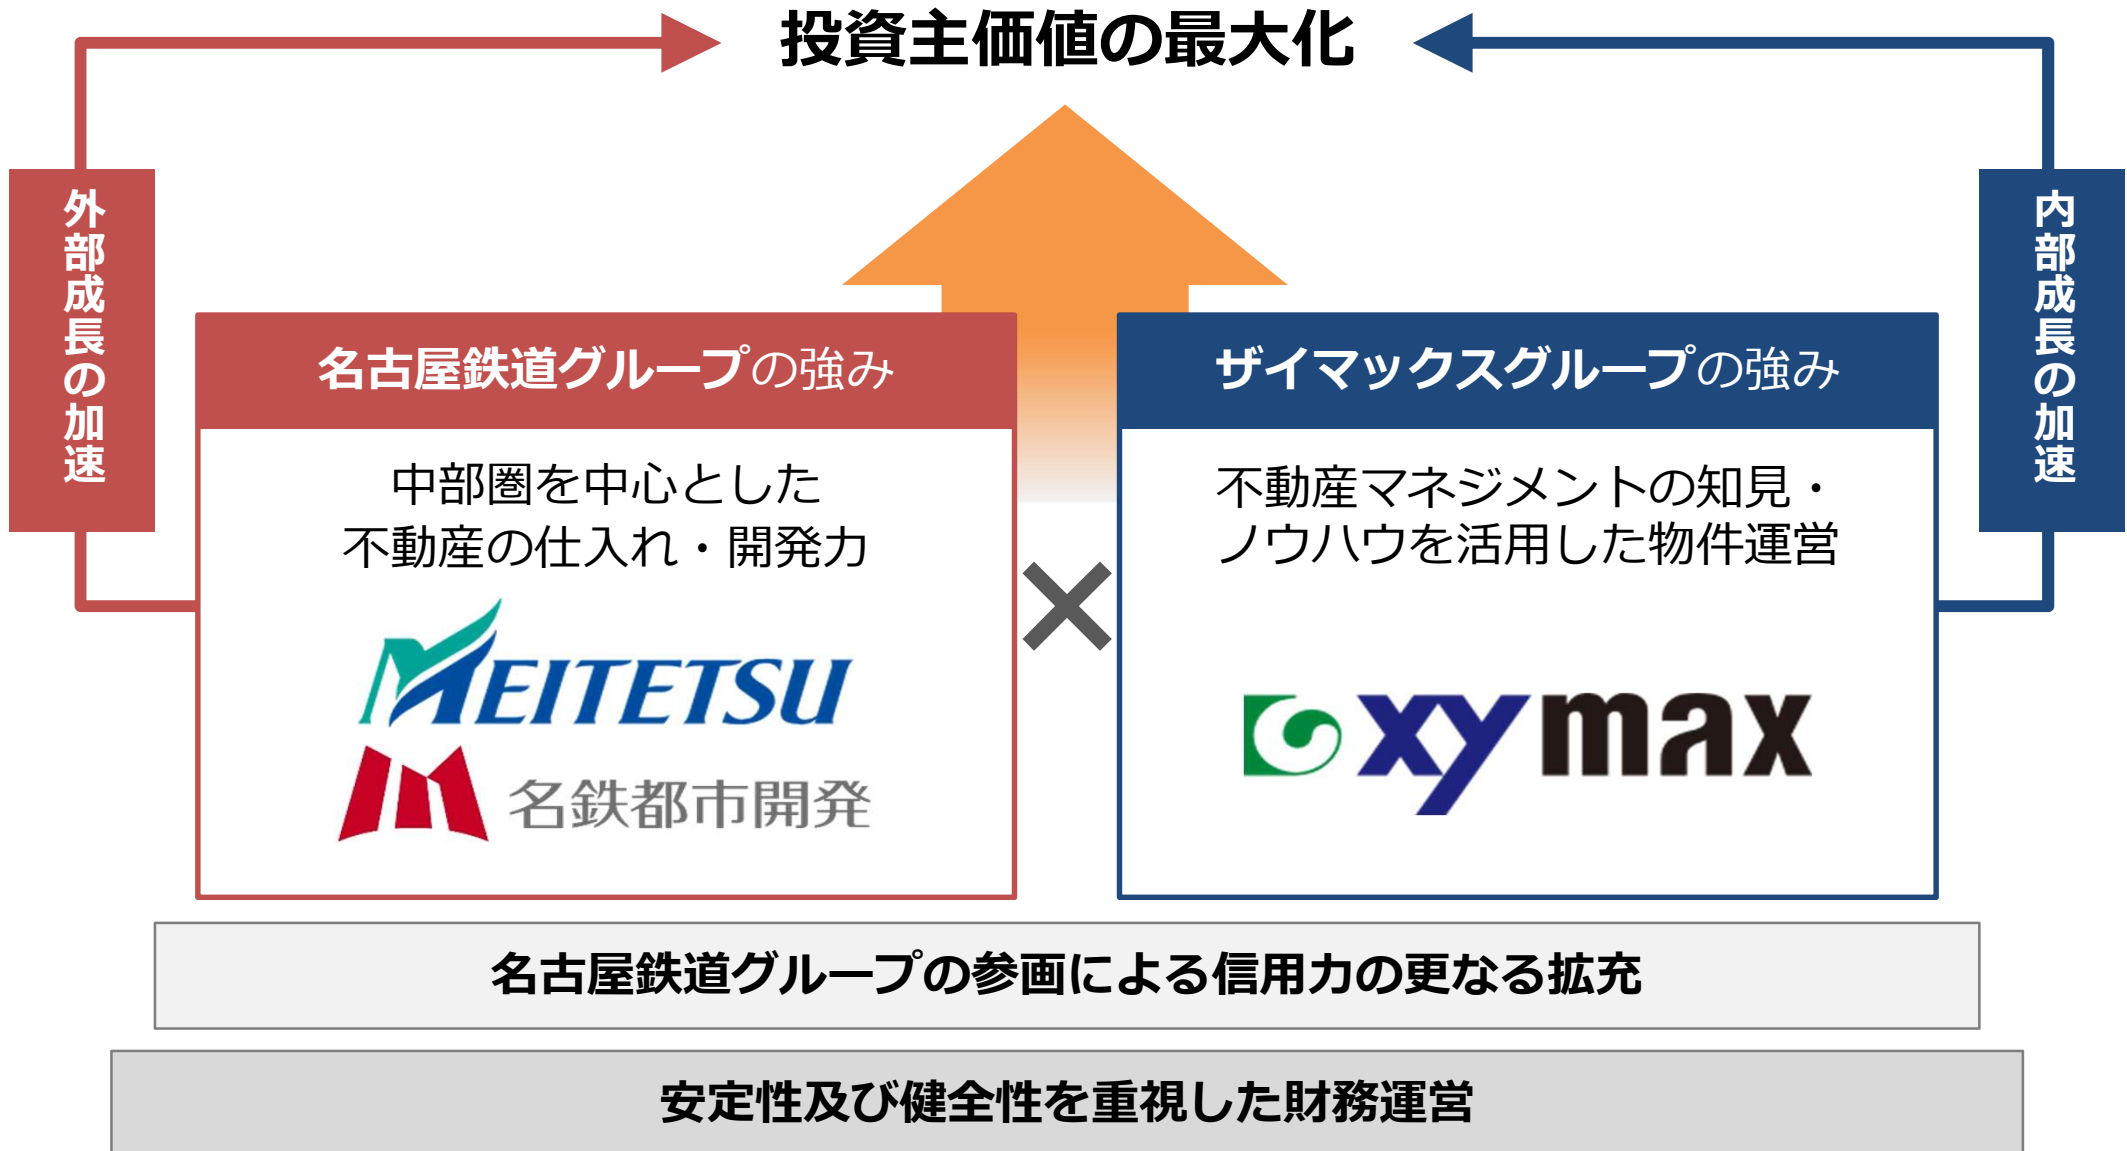 投資主価値の最大化
外部成長の加速
内部成長の加速
名古屋鉄道グループの強み
中部圏を中心とした
不動産の仕入れ・開発力
MEITETSU
名鉄都市開発
×
ザイマックスグループの強み
不動産マネジメントの知見・
ノウハウを活用した物件運営
xymax
名古屋鉄道グループの参画による信用力の更なる拡充
安定性及び健全性を重視した財務運営